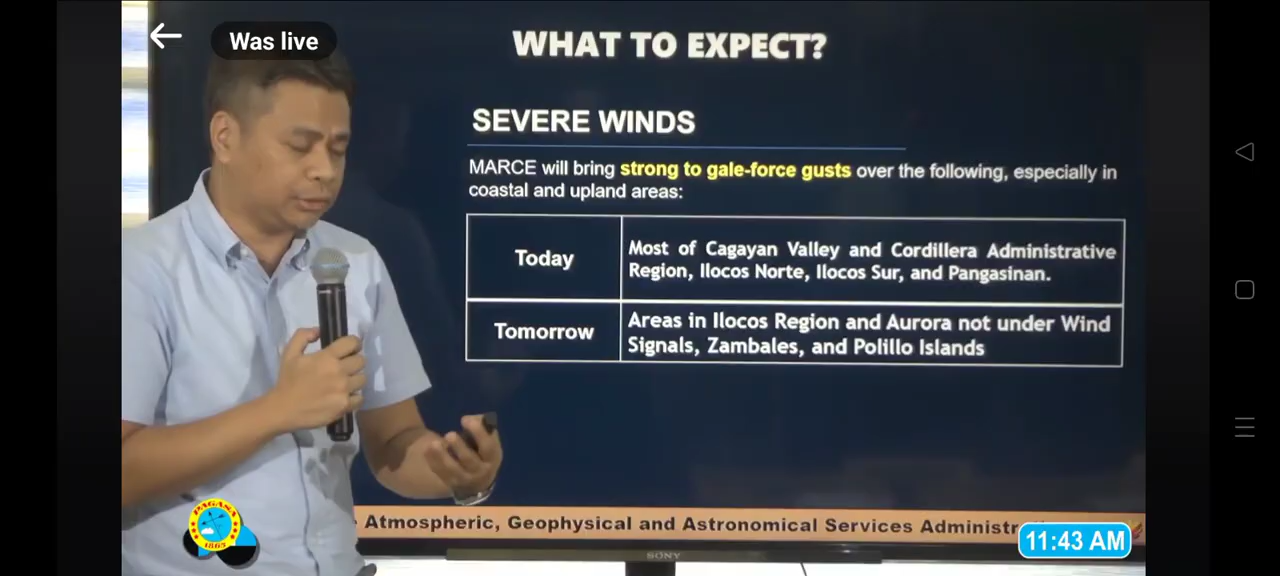 Was live
WHAT TO EXPECT?
SEVERE WINDS
MARCE will bring strong to gale-force gusts over the following, especially in
coastal and upland areas:
Today
Most of Cagayan Valley and Cordillera Administrative
Region, Ilocos Norte, Ilocos Sur, and Pangasinan.
Tomorrow
Areas in Ilocos Region and Aurora not under Wind
Signals, Zambales, and Polillo Islands
PAGASA
1865
Atmospheric, Geophysical and Astronomical Services Administr
11:43 AM
SONY